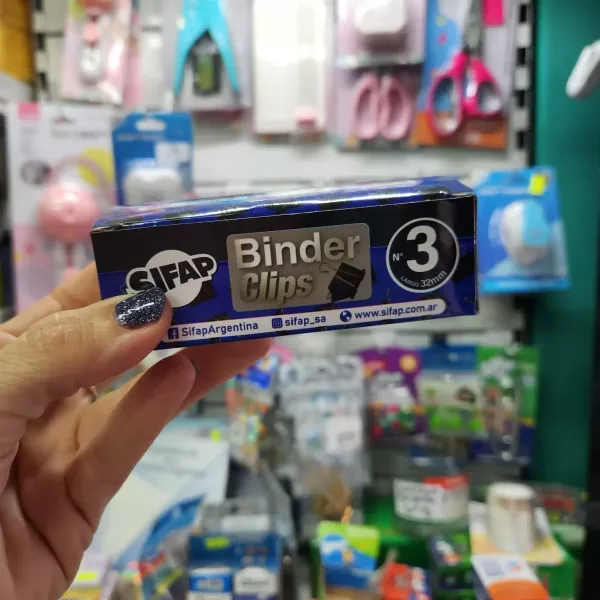 SIFAP
Binder
Clips
N° 3
LARGO 32mm
SifapArgentina sifap_sa www.sifap.com.ar